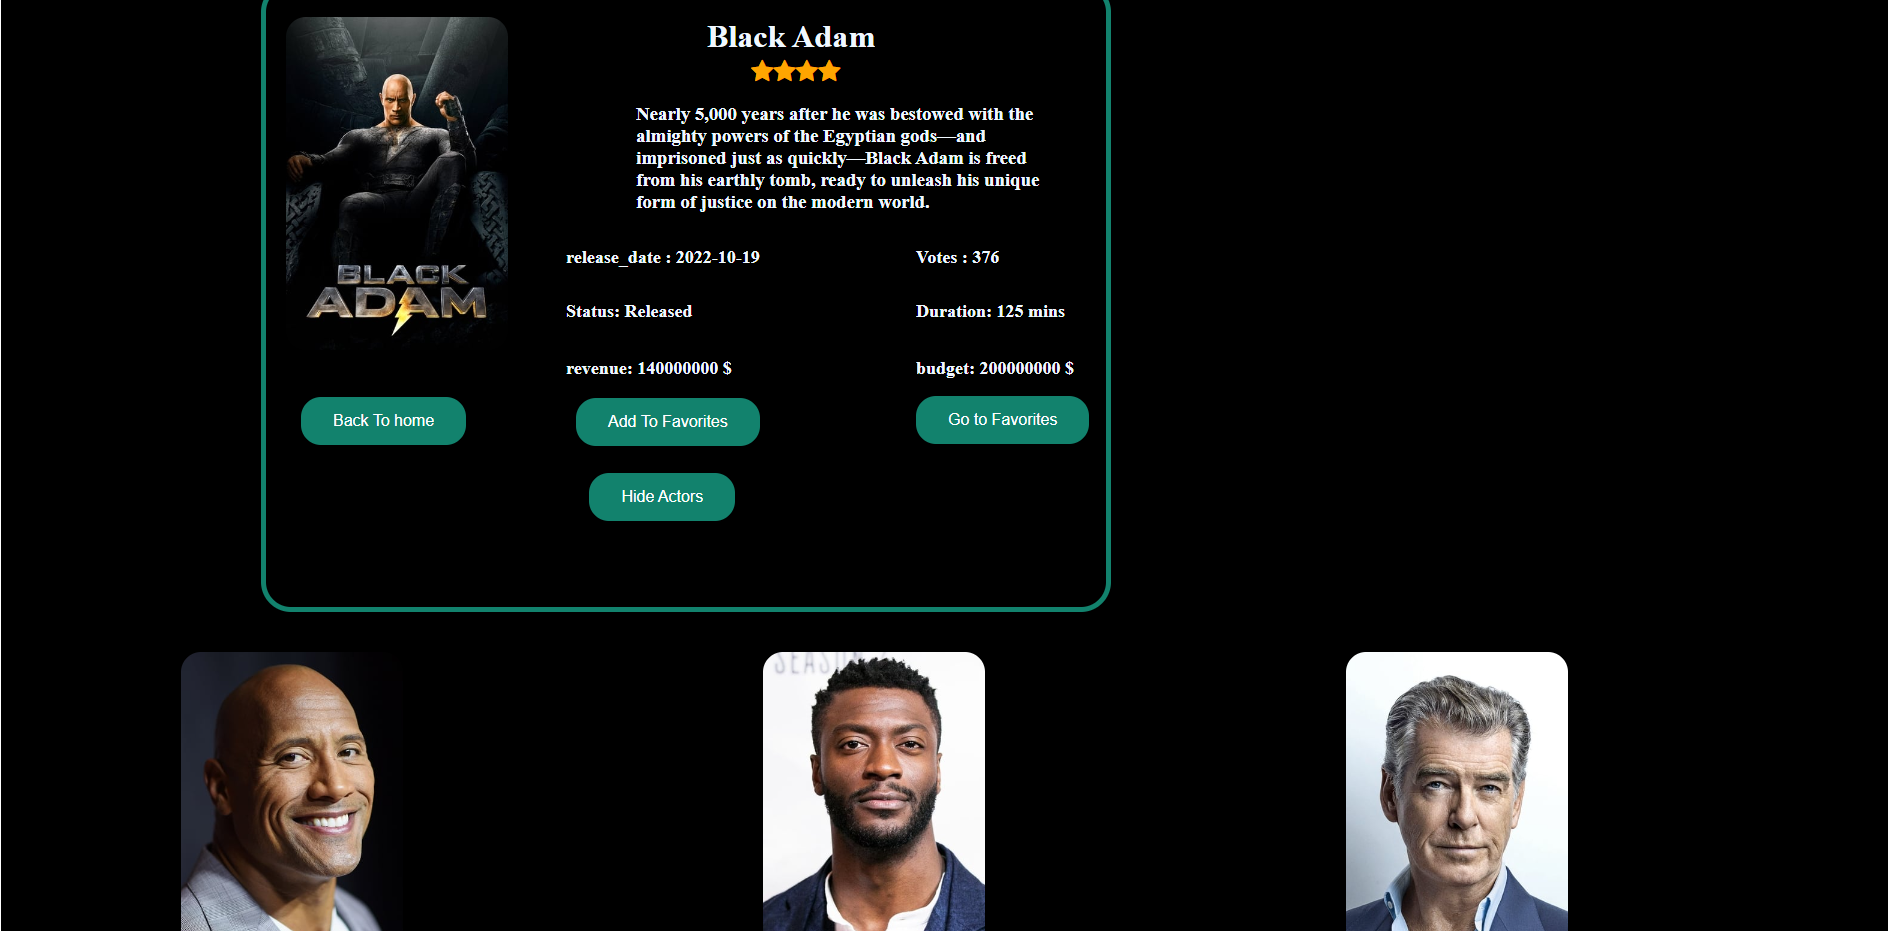 Black Adam
Nearly 5,000 years after he was bestowed with the
almighty powers of the Egyptian gods—and
imprisoned just as quickly—Black Adam is freed
from his earthly tomb, ready to unleash his unique
form of justice on the modern world.
BLACK
ADAM
release_date : 2022-10-19
Votes : 376
Status: Released
Duration: 125 mins
revenue: 140000000 $
budget: 200000000 $
Back To home
Add To Favorites
Go to Favorites
Hide Actors
SEASON